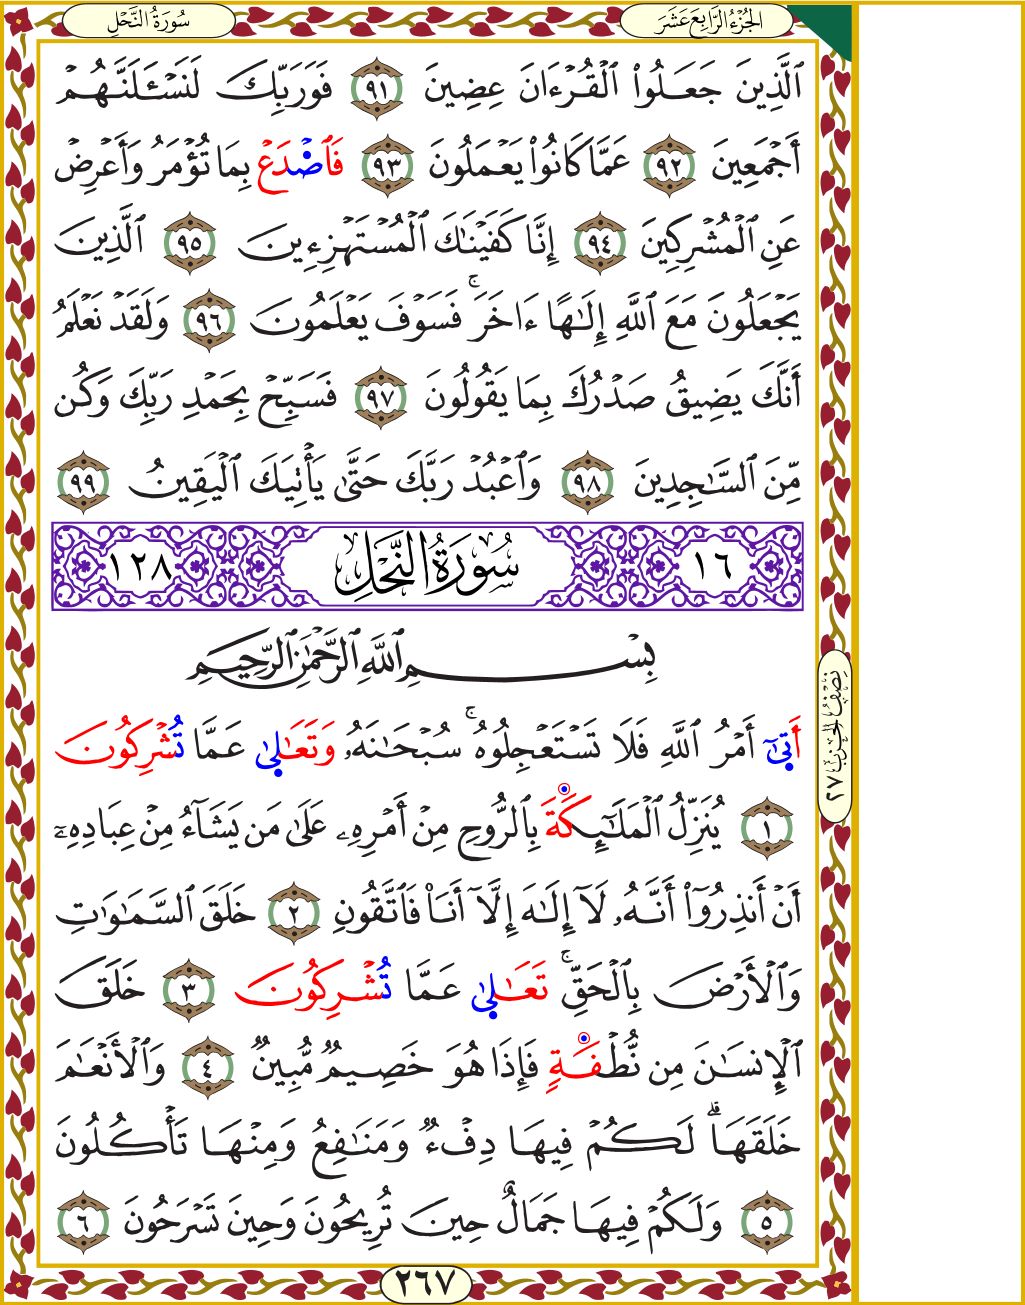 سُورَةُ النَّحْلِ
الجُزْءُ الرَّابِعَ عَشَرَ
ٱلَّذِينَ جَعَلُوا۟ ٱلْقُرْءَانَ عِضِينَ ٩١ فَوَرَبِّكَ لَنَسْـَٔلَنَّهُمْ
أَجْمَعِينَ ٩٢ عَمَّا كَانُوا۟ يَعْمَلُونَ ٩٣ فَٱصْدَعْ بِمَا تُؤْمَرُ وَأَعْرِضْ
عَنِ ٱلْمُشْرِكِينَ ٩٤ إِنَّا كَفَيْنَـٰكَ ٱلْمُسْتَهْزِءِينَ ٩٥ ٱلَّذِينَ
يَجْعَلُونَ مَعَ ٱللَّهِ إِلَـٰهًا ءَاخَرَ ۚ فَسَوْفَ يَعْلَمُونَ ٩٦ وَلَقَدْ نَعْلَمُ
أَنَّكَ يَضِيقُ صَدْرُكَ بِمَا يَقُولُونَ ٩٧ فَسَبِّحْ بِحَمْدِ رَبِّكَ وَكُن
مِّنَ ٱلسَّـٰجِدِينَ ٩٨ وَٱعْبُدْ رَبَّكَ حَتَّىٰ يَأْتِيَكَ ٱلْيَقِينُ ٩٩
١٦ سُورَةُ النَّحْلِ ١٢٨
بِسْمِ ٱللَّهِ ٱلرَّحْمَـٰنِ ٱلرَّحِيمِ
أَتَىٰٓ أَمْرُ ٱللَّهِ فَلَا تَسْتَعْجِلُوهُ ۚ سُبْحَـٰنَهُۥ وَتَعَـٰلَىٰ عَمَّا تُشْرِكُونَ
١ يُنَزِّلُ ٱلْمَلَـٰٓئِكَةَ بِٱلرُّوحِ مِنْ أَمْرِهِۦ عَلَىٰ مَن يَشَآءُ مِنْ عِبَادِهِۦٓ
أَنْ أَنذِرُوٓا۟ أَنَّهُۥ لَآ إِلَـٰهَ إِلَّآ أَنَا۠ فَٱتَّقُونِ ٢ خَلَقَ ٱلسَّمَـٰوَٰتِ
وَٱلْأَرْضَ بِٱلْحَقِّ ۚ تَعَـٰلَىٰ عَمَّا تُشْرِكُونَ ٣ خَلَقَ
ٱلْإِنسَـٰنَ مِن نُّطْفَةٍ فَإِذَا هُوَ خَصِيمٌ مُّبِينٌ ٤ وَٱلْأَنْعَـٰمَ
خَلَقَهَا ۗ لَكُمْ فِيهَا دِفْءٌ وَمَنَـٰفِعُ وَمِنْهَا تَأْكُلُونَ
٥ وَلَكُمْ فِيهَا جَمَالٌ حِينَ تُرِيحُونَ وَحِينَ تَسْرَحُونَ ٦
نِصْفُ الحِزْبِ ٢٧
٢٦٧